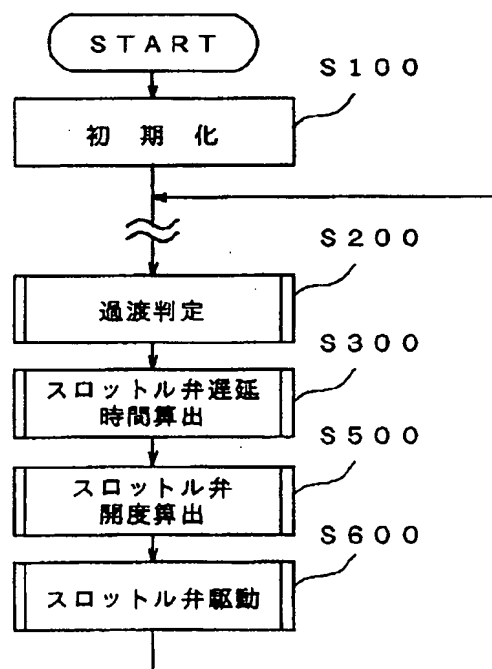 START
S100
初期化
S200
過渡判定
S300
スロットル弁遅延
時間算出
S500
スロットル弁
開度算出
S600
スロットル弁駆動